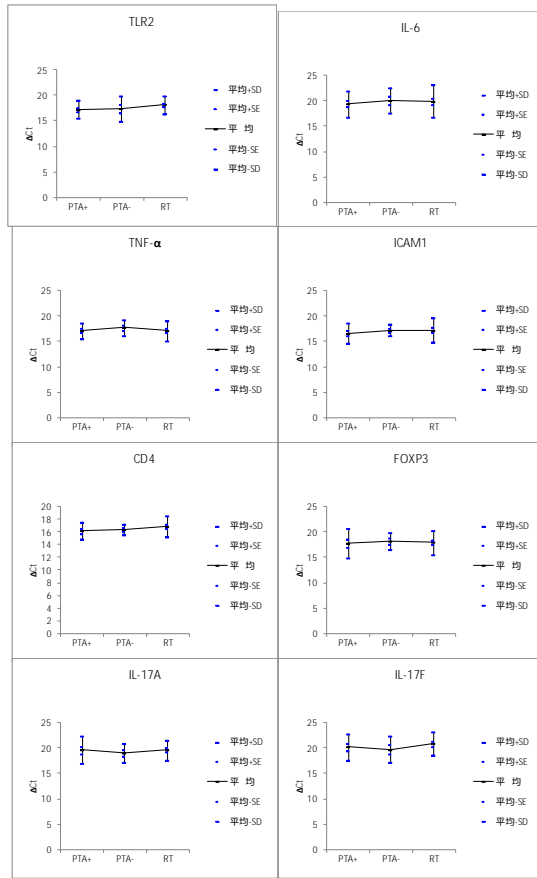 TLR2
25
20
15
10
5
0
ΔCt
PTA+ PTA- RT
平均+SD
平均+SE
平 均
平均-SE
平均-SD
IL-6
25
20
15
10
5
0
ΔCt
PTA+ PTA- RT
平均+SD
平均+SE
平 均
平均-SE
平均-SD
TNF-α
25
20
15
10
5
0
ΔCt
PTA+ PTA- RT
平均+SD
平均+SE
平 均
平均-SE
平均-SD
ICAM1
25
20
15
10
5
0
ΔCt
PTA+ PTA- RT
平均+SD
平均+SE
平 均
平均-SE
平均-SD
CD4
20
18
16
14
12
10
8
6
4
2
0
ΔCt
PTA+ PTA- RT
平均+SD
平均+SE
平 均
平均-SE
平均-SD
FOXP3
25
20
15
10
5
0
ΔCt
PTA+ PTA- RT
平均+SD
平均+SE
平 均
平均-SE
平均-SD
IL-17A
25
20
15
10
5
0
ΔCt
PTA+ PTA- RT
平均+SD
平均+SE
平 均
平均-SE
平均-SD
IL-17F
25
20
15
10
5
0
ΔCt
PTA+ PTA- RT
平均+SD
平均+SE
平 均
平均-SE
平均-SD